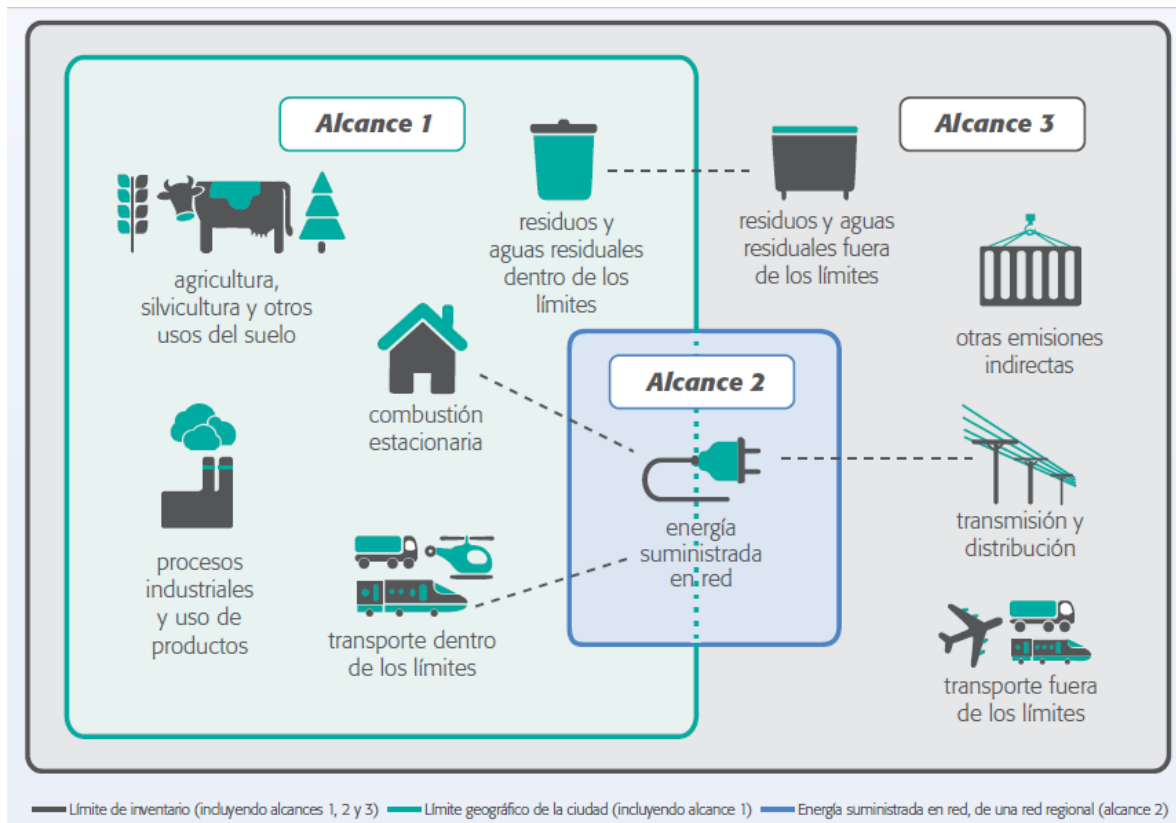 Alcance 1
Alcance 3
agricultura,
silvicultura y otros
usos del suelo
residuos y
aguas residuales
dentro de los
límites
residuos y aguas
residuales fuera
de los límites
otras emisiones
indirectas
combustión
estacionaria
Alcance 2
energía
suministrada
en red
transmisión y
distribución
procesos
industriales
y uso de
productos
transporte dentro
de los límites
transporte fuera
de los límites
Límite de inventario (incluyendo alcances 1, 2 y 3)
Límite geográfico de la ciudad (incluyendo alcance 1)
Energía suministrada en red, de una red regional (alcance 2)